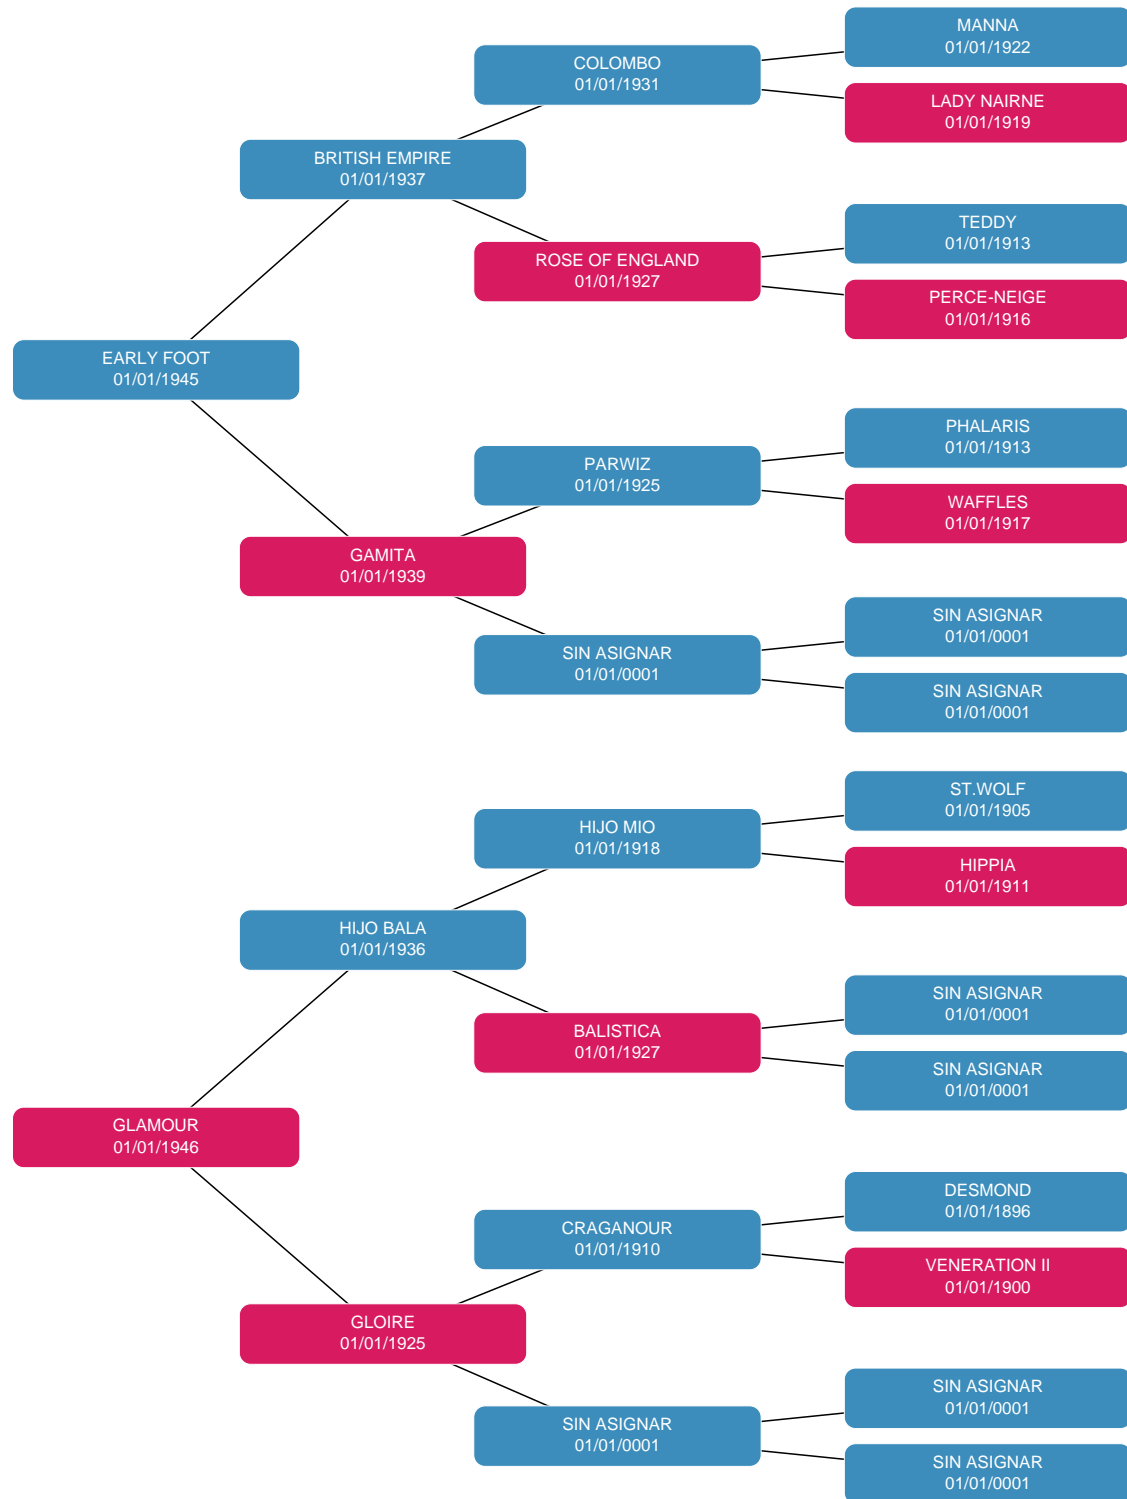 MANNA
01/01/1922
COLOMBO
01/01/1931
LADY NAIRNE
01/01/1919
BRITISH EMPIRE
01/01/1937
TEDDY
01/01/1913
ROSE OF ENGLAND
01/01/1927
PERCE-NEIGE
01/01/1916
EARLY FOOT
01/01/1945
PHALARIS
01/01/1913
PARWIZ
01/01/1925
WAFFLES
01/01/1917
GAMITA
01/01/1939
SIN ASIGNAR
01/01/0001
SIN ASIGNAR
01/01/0001
SIN ASIGNAR
01/01/0001
ST.WOLF
01/01/1905
HIJO MIO
01/01/1918
HIPPIA
01/01/1911
HIJO BALA
01/01/1936
SIN ASIGNAR
01/01/0001
BALISTICA
01/01/1927
SIN ASIGNAR
01/01/0001
GLAMOUR
01/01/1946
DESMOND
01/01/1896
CRAGANOUR
01/01/1910
VENERATION II
01/01/1900
GLOIRE
01/01/1925
SIN ASIGNAR
01/01/0001
SIN ASIGNAR
01/01/0001
SIN ASIGNAR
01/01/0001